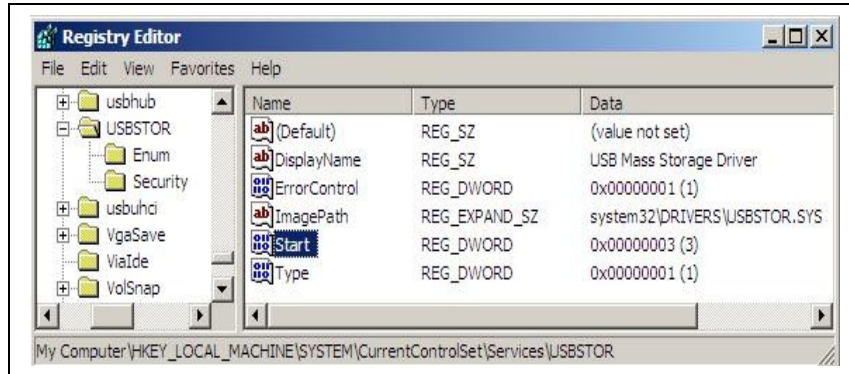 Registry Editor
File Edit View Favorites Help
usbhub
USBSTOR
Enum
Security
usbuhci
VgaSave
ViaIde
VolSnap
Name Type Data
(Default) REG_SZ (value not set)
DisplayName REG_SZ USB Mass Storage Driver
ErrorControl REG_DWORD 0x00000001 (1)
ImagePath REG_EXPAND_SZ system32\DRIVERS\USBSTOR.SYS
Start REG_DWORD 0x00000003 (3)
Type REG_DWORD 0x00000001 (1)
My Computer\HKEY_LOCAL_MACHINE\SYSTEM\CurrentControlSet\Services\USBSTOR